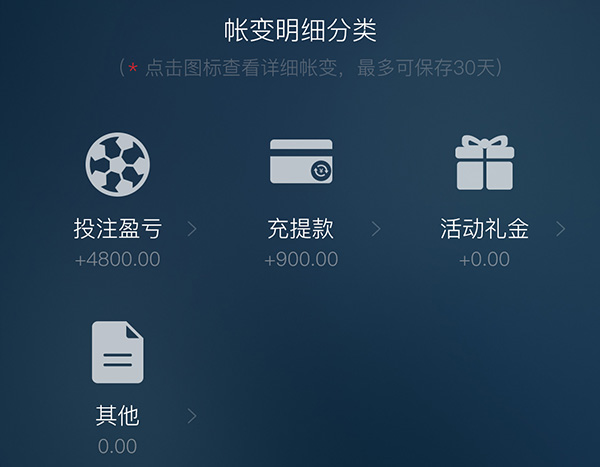 帐变明细分类
(* 点击图标查看详细帐变，最多可保存30天)
投注盈亏 充提款 活动礼金
+4800.00 +900.00 +0.00
其他
0.00